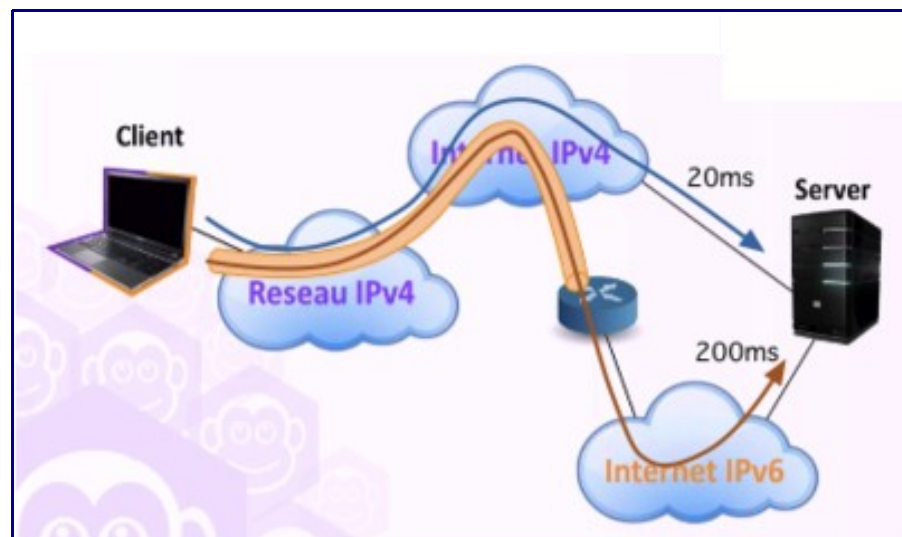 Client
Internet IPv4
20ms
Server
Reseau IPv4
200ms
Internet IPv6